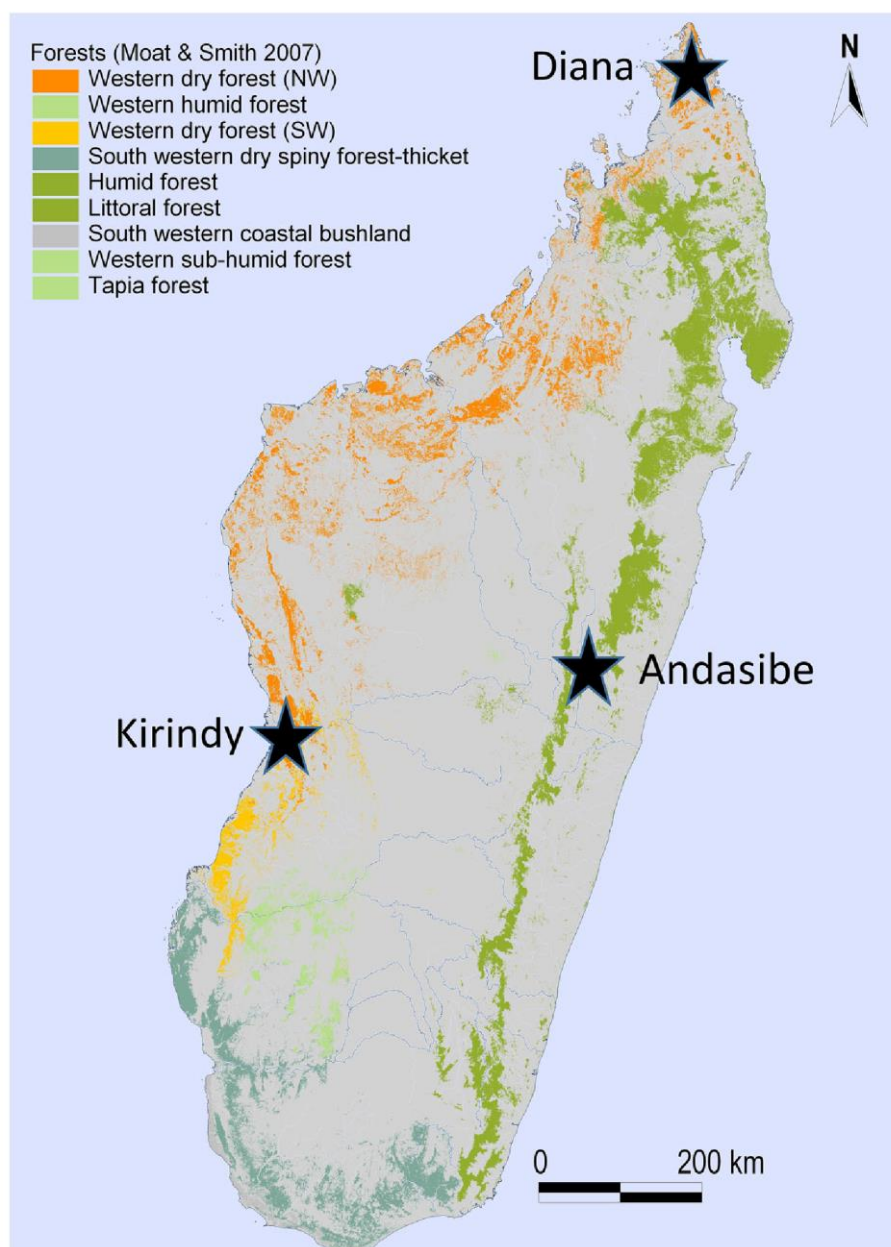 Forests (Moat & Smith 2007)
Western dry forest (NW)
Western humid forest
Western dry forest (SW)
South western dry spiny forest-thicket
Humid forest
Littoral forest
South western coastal bushland
Western sub-humid forest
Tapia forest
Diana
N
Andasibe
Kirindy
0 200 km